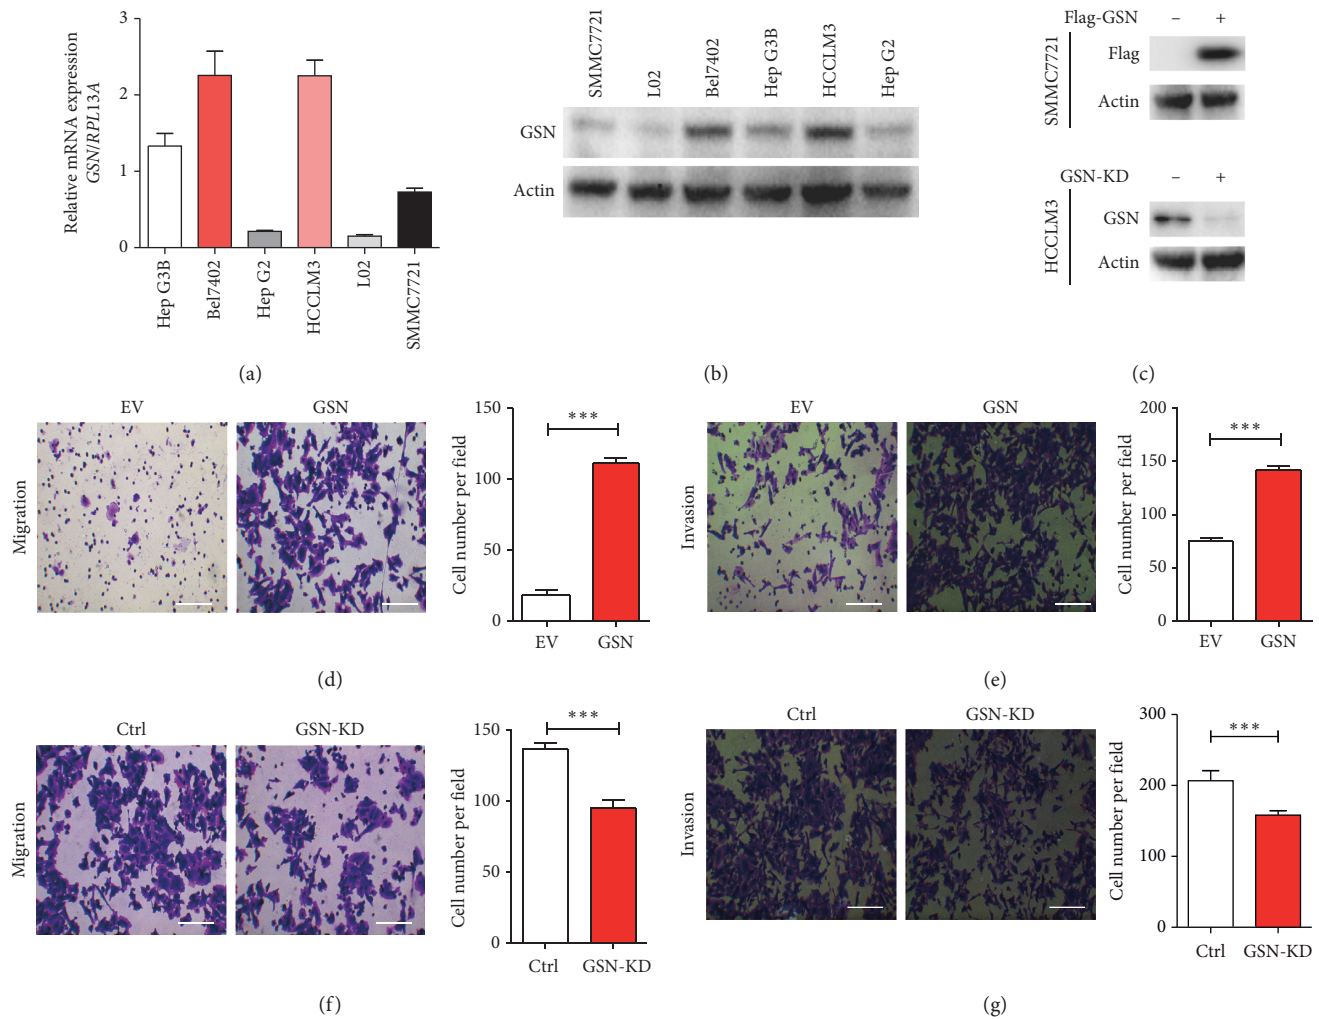 3
2
1
0
Relative mRNA expression
GSN/RPL13A
Hep G3B
Bel7402
Hep G2
HCCLM3
L02
SMMC7721
(a)
SMMC7721
L02
Bel7402
Hep G3B
HCCLM3
Hep G2
GSN
Actin
(b)
Flag-GSN – +
SMMC7721
Flag
Actin
GSN-KD – +
HCCLM3
GSN
Actin
(c)
Migration
EV
GSN
Cell number per field
150
100
50
0
***
EV
GSN
(d)
Invasion
EV
GSN
Cell number per field
200
150
100
50
0
***
EV
GSN
(e)
Migration
Ctrl
GSN-KD
Cell number per field
150
100
50
0
***
Ctrl
GSN-KD
(f)
Invasion
Ctrl
GSN-KD
Cell number per field
300
200
100
0
***
Ctrl
GSN-KD
(g)